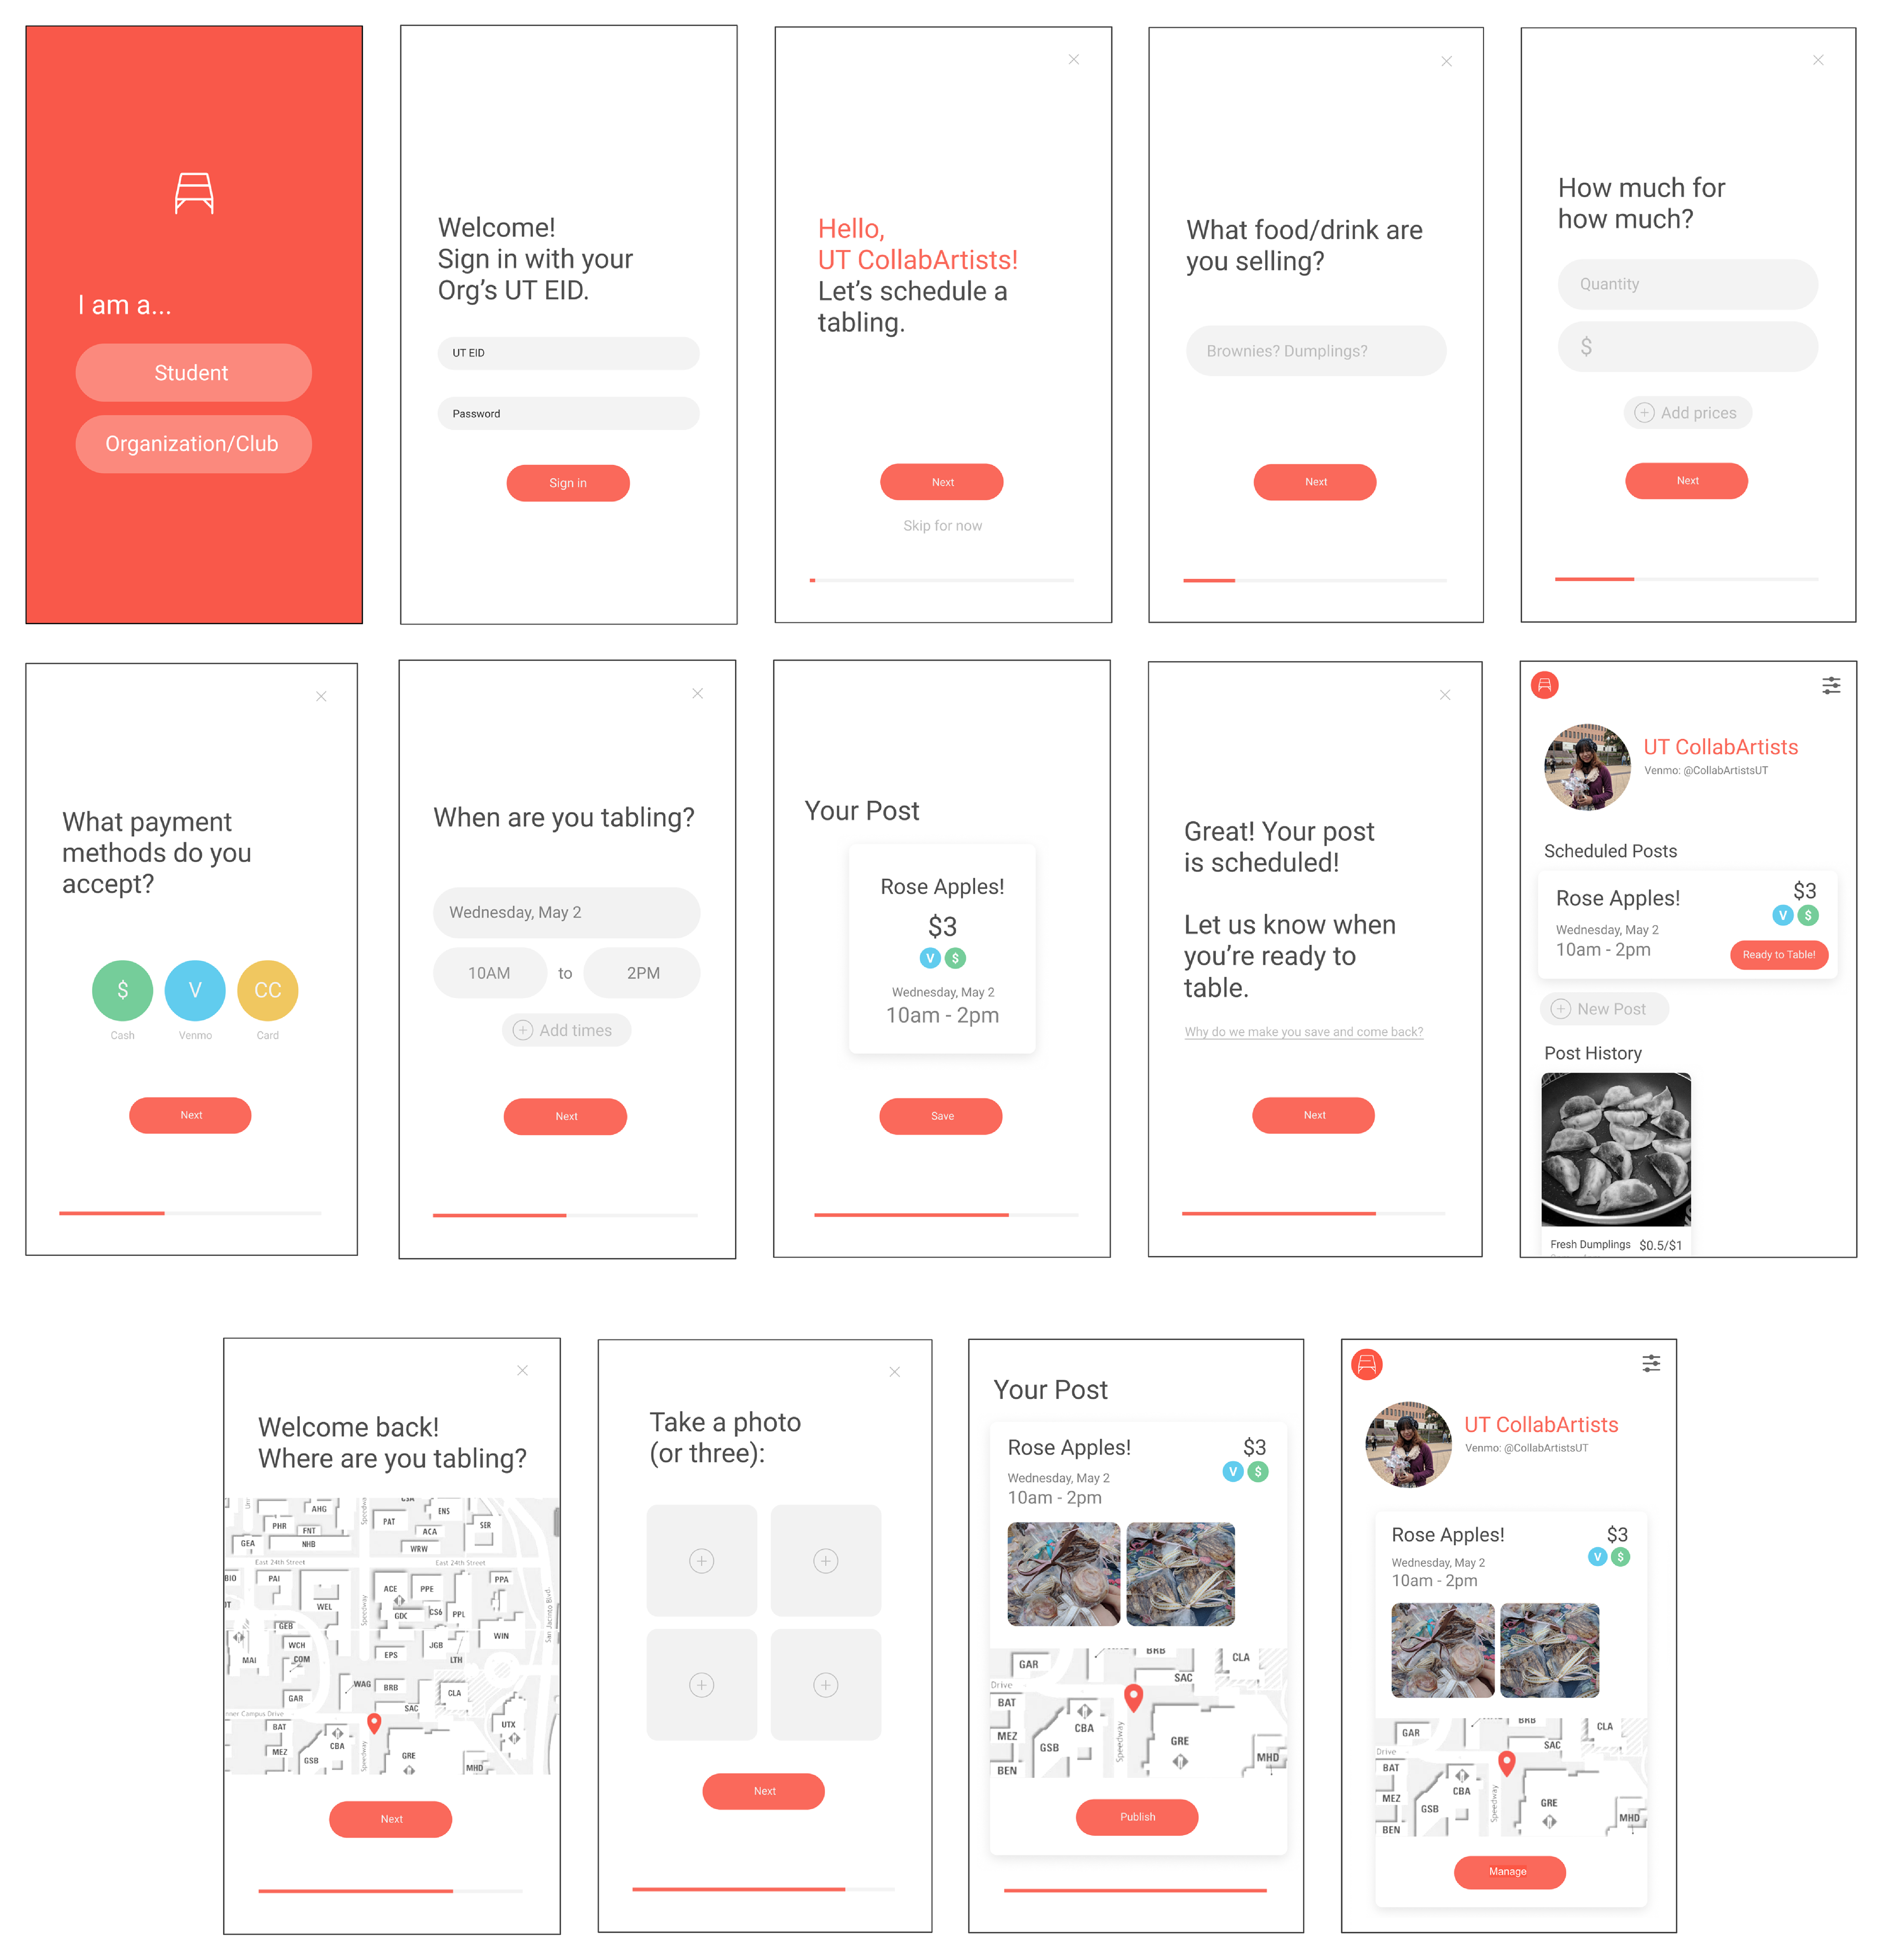 I am a...
Student
Organization/Club
Welcome!
Sign in with your
Org's UT EID.
UT EID
Password
Sign in
Hello,
UT CollabArtists!
Let's schedule a
tabling.
Next
Skip for now
What food/drink are
you selling?
Brownies? Dumplings?
Next
How much for
how much?
Quantity
$
Add prices
Next
What payment
methods do you
accept?
$ V CC
Cash Venmo Card
Next
When are you tabling?
Wednesday, May 2
10AM to 2PM
Add times
Next
Your Post
Rose Apples!
$3
V $
Wednesday, May 2
10am - 2pm
Save
Great! Your post
is scheduled!
Let us know when
you're ready to
table.
Why do we make you save and come back?
Next
UT CollabArtists
Venmo: @CollabArtistsUT
Scheduled Posts
Rose Apples! $3
V $
Wednesday, May 2
10am - 2pm
Ready to Table!
New Post
Post History
Fresh Dumplings $0.5/$1
Welcome back!
Where are you tabling?
AHG
PHR
FNT
GEA
NHB
PAT
ENS
ACA
SER
WRW
Speedway
East 24th Street
East 24th Street
BIO
PAI
ACE
PPE
PPA
WEL
GDC
CS6
PPL
Speedway
San Jacinto Blvd.
GEB
WCH
JGB
WIN
MAI
COM
EPS
LTH
WAG
BRB
CLA
GAR
SAC
BAT
CBA
UTX
MEZ
GSB
Speedway
GRE
MHD
Next
Take a photo
(or three):
Next
Your Post
Rose Apples! $3
V $
Wednesday, May 2
10am - 2pm
BRB
CLA
GAR
SAC
Drive
BAT
CBA
MEZ
GSB
Speedway
GRE
MHD
BEN
Publish
UT CollabArtists
Venmo: @CollabArtistsUT
Rose Apples! $3
V $
Wednesday, May 2
10am - 2pm
BRB
CLA
GAR
SAC
Drive
BAT
CBA
MEZ
GSB
Speedway
GRE
MHD
BEN
Manage